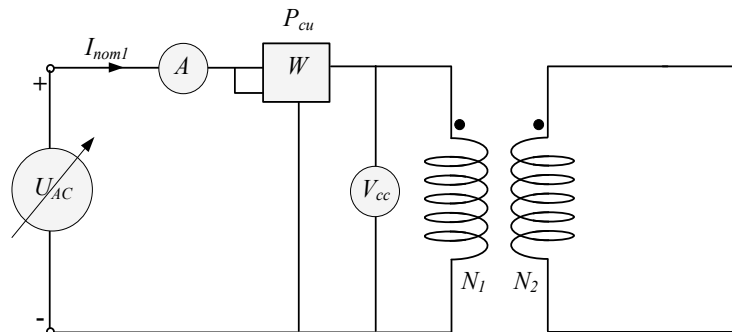 P_cu
I_nom1
A
W
+
U_AC
V_cc
-
N_1 N_2